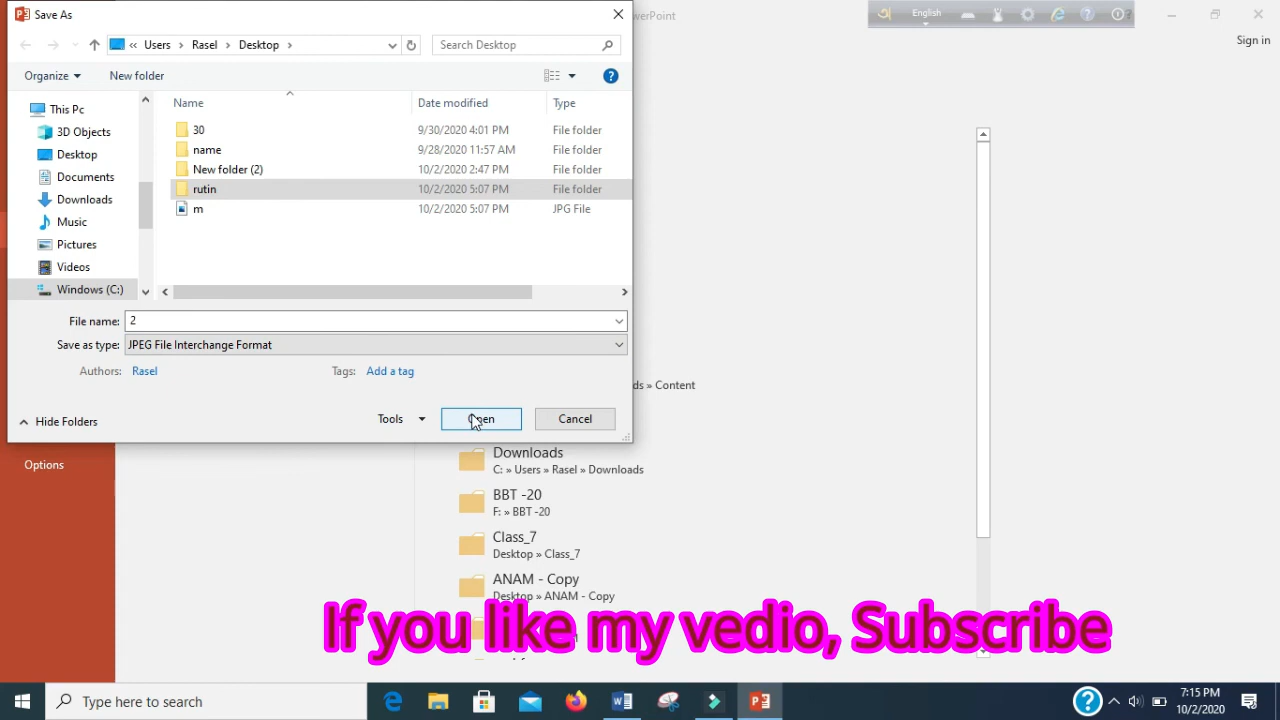 Save As
werPoint
English
Sign in
Users
Rasel
Desktop
Search Desktop
Organize
New folder
Name
Date modified
Type
This Pc
3D Objects
Desktop
Documents
Downloads
Music
Pictures
Videos
Windows (C:)
30 9/30/2020 4:01 PM File folder
name 9/28/2020 11:57 AM File folder
New folder (2) 10/2/2020 2:47 PM File folder
rutin 10/2/2020 5:07 PM File folder
m 10/2/2020 5:07 PM JPG File
File name: 2
Save as type: JPEG File Interchange Format
Authors: Rasel Tags: Add a tag
Hide Folders
Tools
Open
Cancel
ds » Content
Options
Downloads
C: » Users » Rasel » Downloads
BBT -20
F: » BBT -20
Class_7
Desktop » Class_7
ANAM - Copy
Desktop » ANAM - Copy
If you like my vedio, Subscribe
Type here to search
7:15 PM
10/2/2020